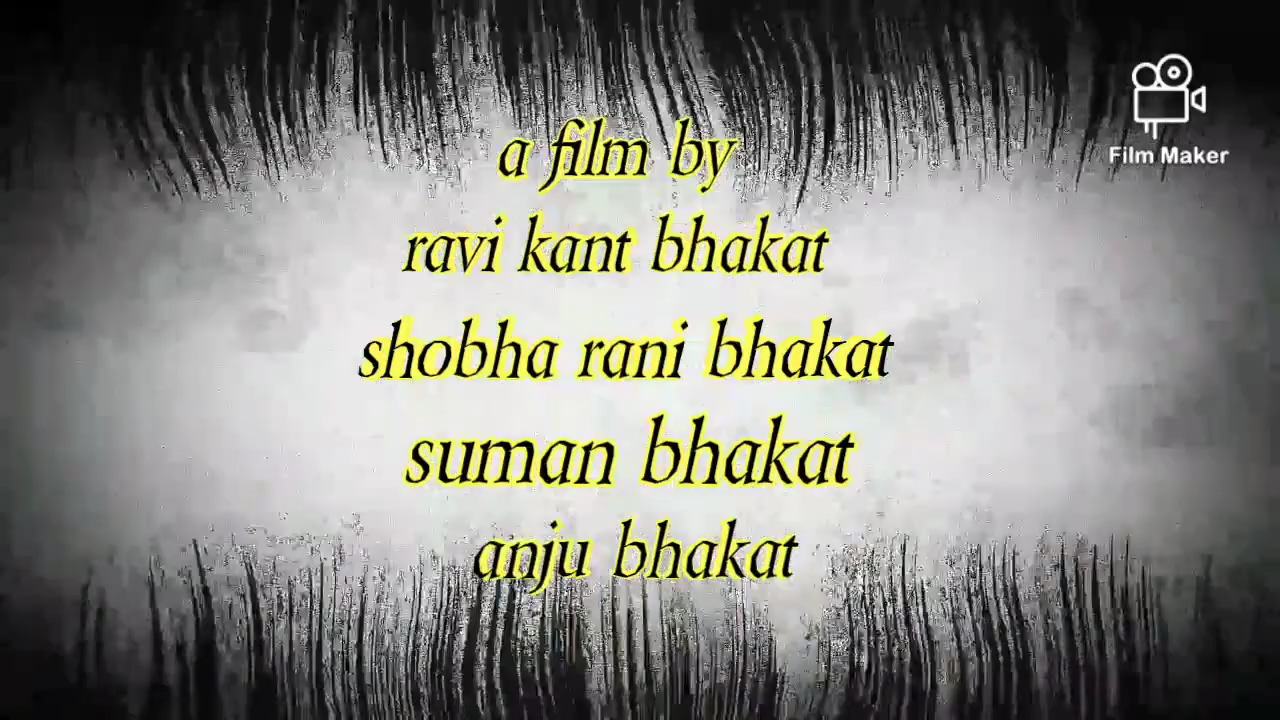 a film by
ravi kant bhakat
shobha rani bhakat
suman bhakat
anju bhakat
Film Maker